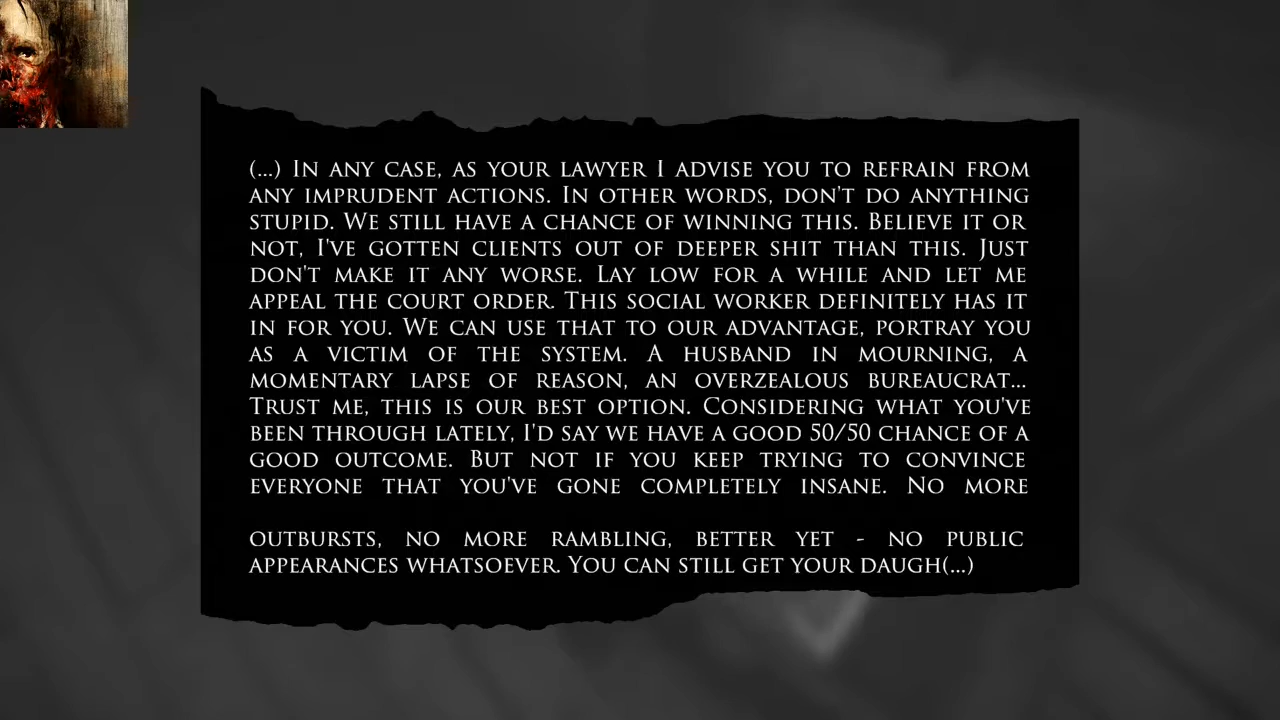 (...) In any case, as your lawyer I advise you to refrain from
any imprudent actions. In other words, don't do anything
stupid. We still have a chance of winning this. Believe it or
not, I've gotten clients out of deeper shit than this. Just
don't make it any worse. Lay low for a while and let me
appeal the court order. This social worker definitely has it
in for you. We can use that to our advantage, portray you
as a victim of the system. A husband in mourning, a
momentary lapse of reason, an overzealous bureaucrat...
Trust me, this is our best option. Considering what you've
been through lately, I'd say we have a good 50/50 chance of a
good outcome. But not if you keep trying to convince
everyone that you've gone completely insane. No more
outbursts, no more rambling, better yet - no public
appearances whatsoever. You can still get your daugh(...)